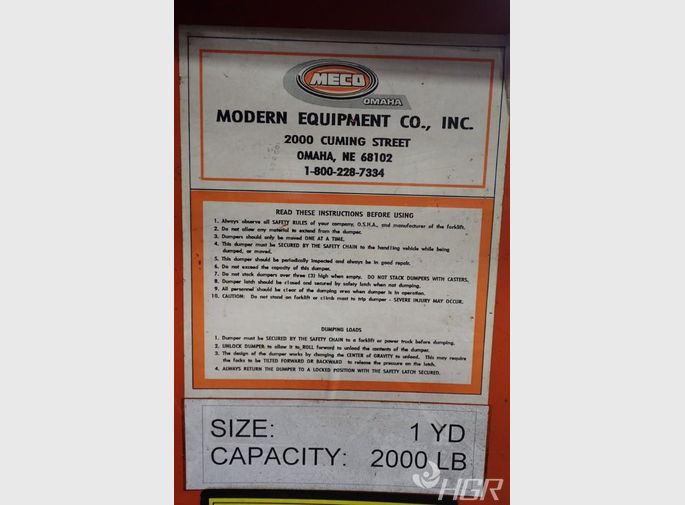 MECO
OMAHA
MODERN EQUIPMENT CO., INC.
2000 CUMING STREET
OMAHA, NE 68102
1-800-228-7334
READ THESE INSTRUCTIONS BEFORE USING
1. Always observe all SAFETY RULES of your company, O.S.H.A., and manufacturer of the forklift.
2. Do not allow any material to extend from the dumper.
3. Dumpers should only be moved ONE AT A TIME.
4. This dumper must be SECURED BY THE SAFETY CHAIN to the handling vehicle while being
dumped, or moved.
5. This dumper should be periodically inspected and always be in good repair.
6. Do not exceed the capacity of this dumper.
7. Do not stack dumpers over three (3) high when empty. DO NOT STACK DUMPERS WITH CASTERS.
8. Dumper latch should be closed and secured by safety latch when not dumping.
9. All personnel should be clear of the dumping area when dumper is in operation.
10. CAUTION: Do not stand on forklift or climb mast to trip dumper - SEVERE INJURY MAY OCCUR.
DUMPING LOADS
1. Dumper must be SECURED BY THE SAFETY CHAIN to a forklift or power truck before dumping.
2. UNLOCK DUMPER to allow it to ROLL forward to unload the contents of the dumper.
3. The design of the dumper works by changing the CENTER of GRAVITY to unload. This may require
the forks to be TILTED FORWARD OR BACKWARD to release the pressure on the latch.
4. ALWAYS RETURN THE DUMPER TO A LOCKED POSITION WITH THE SAFETY LATCH SECURED.
SIZE: 1 YD
CAPACITY: 2000 LB
HGR